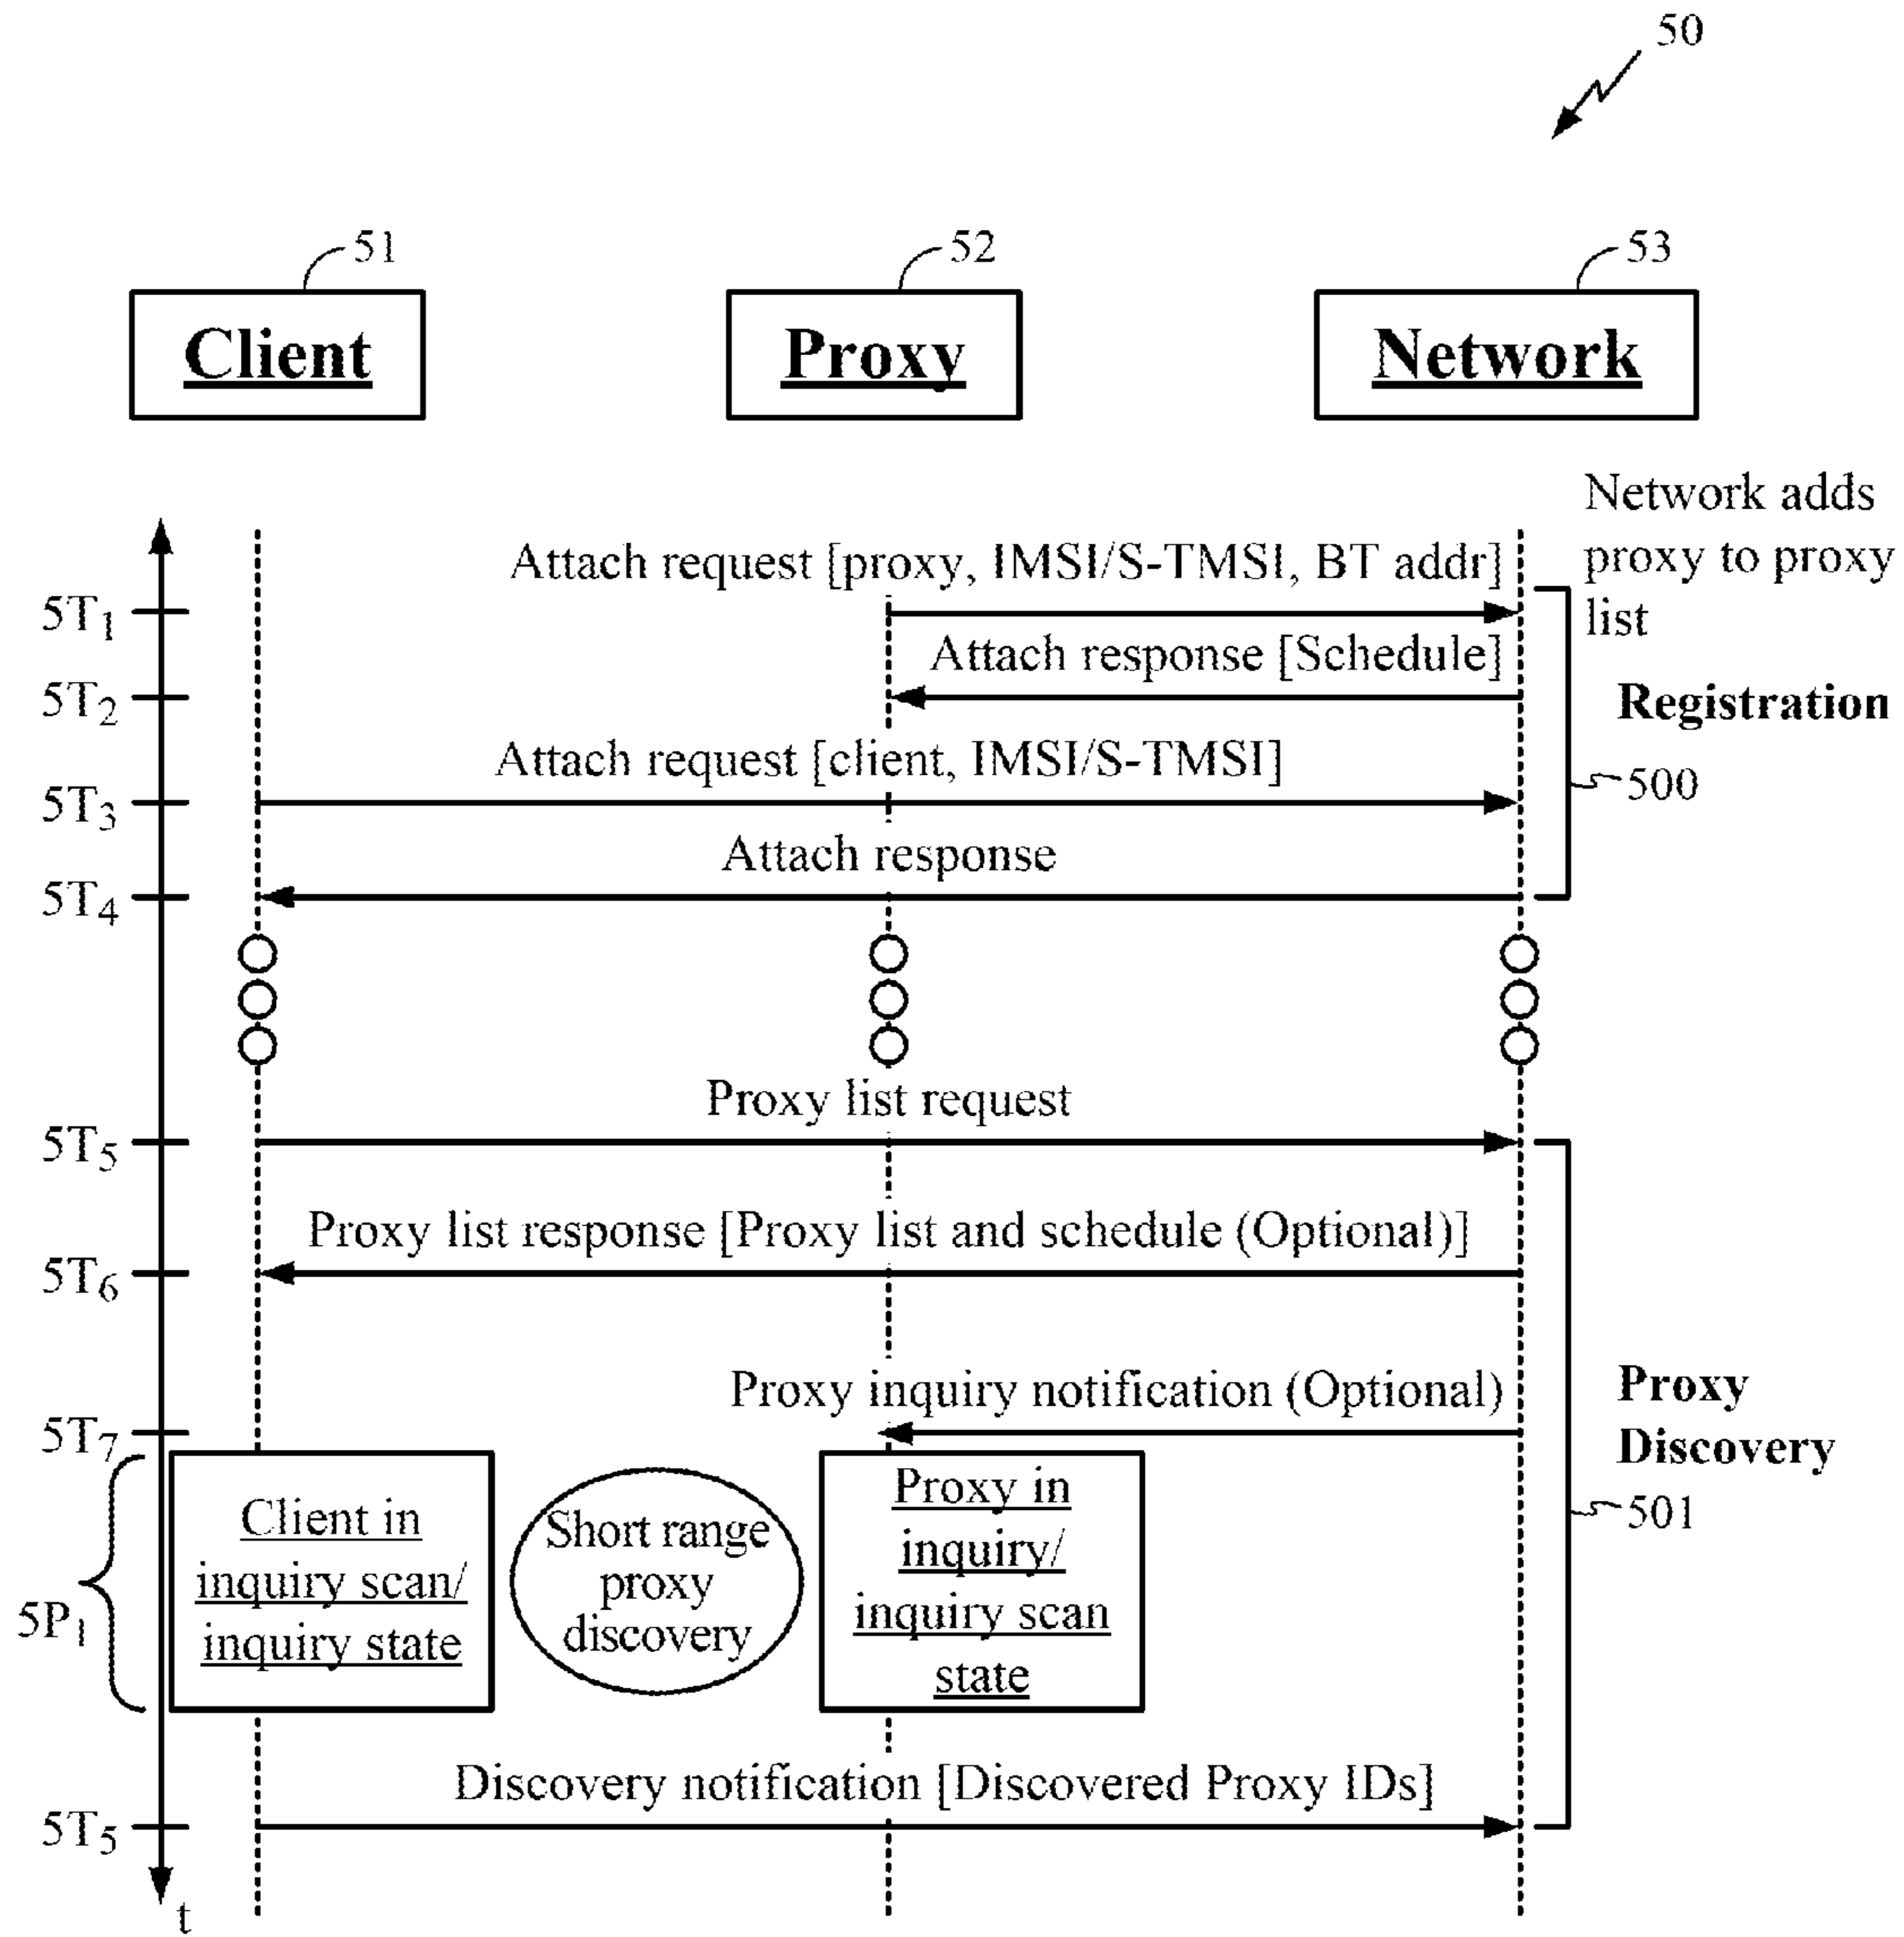 50
51
52
53
Client
Proxy
Network
Network adds
proxy to proxy
list
Attach request [proxy, IMSI/S-TMSI, BT addr]
5T1
Attach response [Schedule]
5T2
Registration
Attach request [client, IMSI/S-TMSI]
5T3
500
Attach response
5T4
Proxy list request
5T5
Proxy list response [Proxy list and schedule (Optional)]
5T6
Proxy inquiry notification (Optional)
5T7
Proxy
Discovery
501
5P1
Client in
inquiry scan/
inquiry state
Short range
proxy
discovery
Proxy in
inquiry/
inquiry scan
state
Discovery notification [Discovered Proxy IDs]
5T5
t